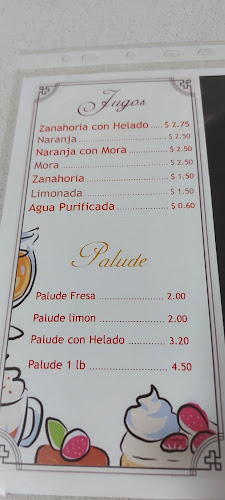 Jugos
Zanahoria con Helado .... $ 2.75
Naranja ................................ $ 2.50
Naranja con Mora ............ $ 2.50
Mora ..................................... $ 2.50
Zanahoria ............................ $ 1.50
Limonada ............................. $ 1.50
Agua Purificada ................. $ 0.60
Palude
Palude Fresa .................... 2.00
Palude limon .................... 2.00
Palude con Helado ........... 3.20
Palude 1 lb ........................ 4.50